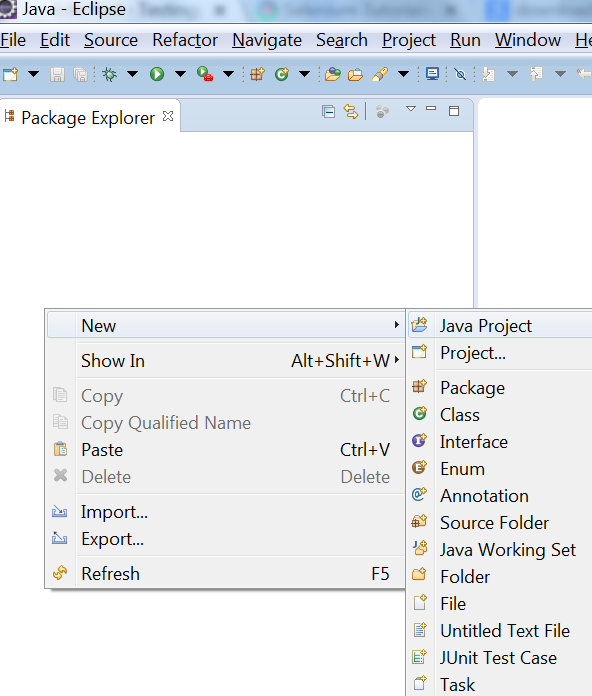 Java - Eclipse
File Edit Source Refactor Navigate Search Project Run Window He
Package Explorer
New
Show In Alt+Shift+W
Copy Ctrl+C
Copy Qualified Name
Paste Ctrl+V
Delete Delete
Import...
Export...
Refresh F5
Java Project
Project...
Package
Class
Interface
Enum
Annotation
Source Folder
Java Working Set
Folder
File
Untitled Text File
JUnit Test Case
Task